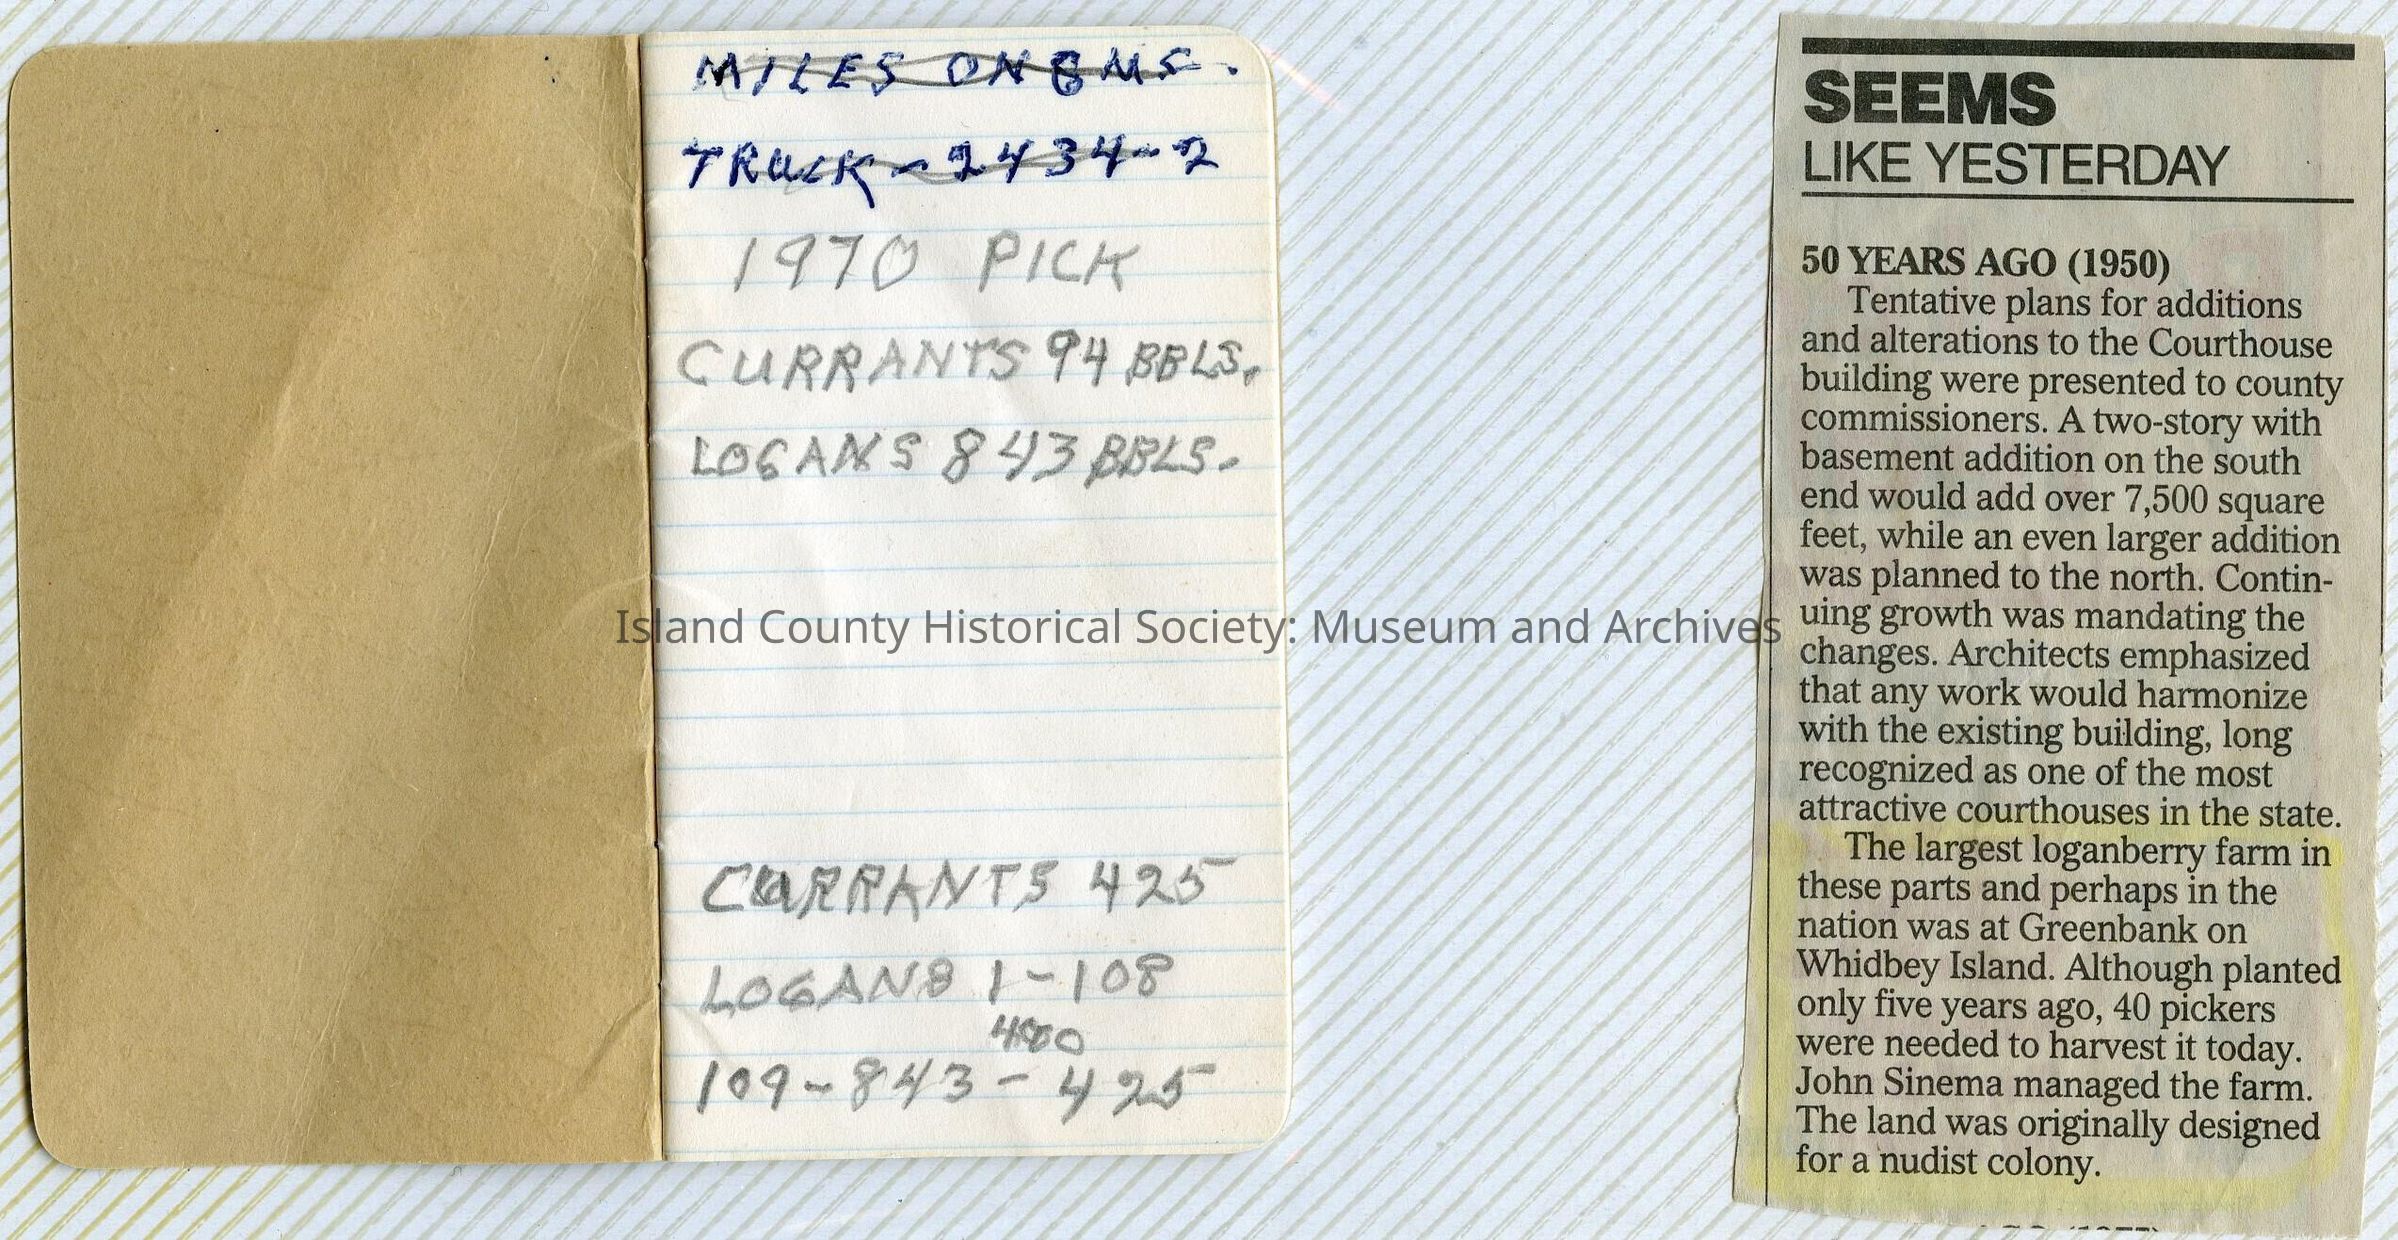 MILES ON GMS.
TRUCK - 2434-2
1970 PICK
CURRANTS 94 BBLS.
LOGANS 843 BBLS.
CURRANTS 425
LOGANS 1-108
400
109-843-425
Island County Historical Society: Museum and Archives
SEEMS
LIKE YESTERDAY
50 YEARS AGO (1950)
Tentative plans for additions
and alterations to the Courthouse
building were presented to county
commissioners. A two-story with
basement addition on the south
end would add over 7,500 square
feet, while an even larger addition
was planned to the north. Contin-
uing growth was mandating the
changes. Architects emphasized
that any work would harmonize
with the existing building, long
recognized as one of the most
attractive courthouses in the state.
The largest loganberry farm in
these parts and perhaps in the
nation was at Greenbank on
Whidbey Island. Although planted
only five years ago, 40 pickers
were needed to harvest it today.
John Sinema managed the farm.
The land was originally designed
for a nudist colony.